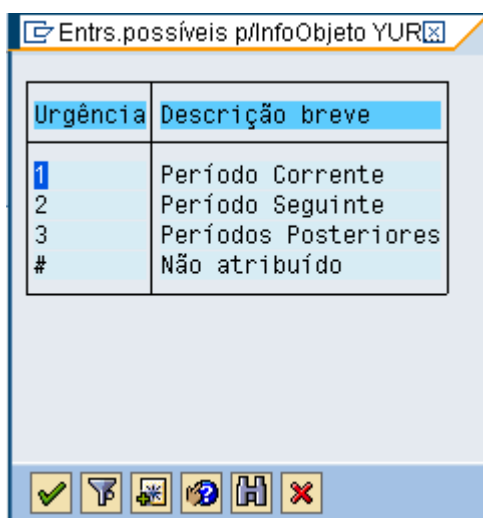 Entrs.possíveis p/InfoObjeto YUR
Urgência Descrição breve
1 Período Corrente
2 Período Seguinte
3 Períodos Posteriores
# Não atribuído